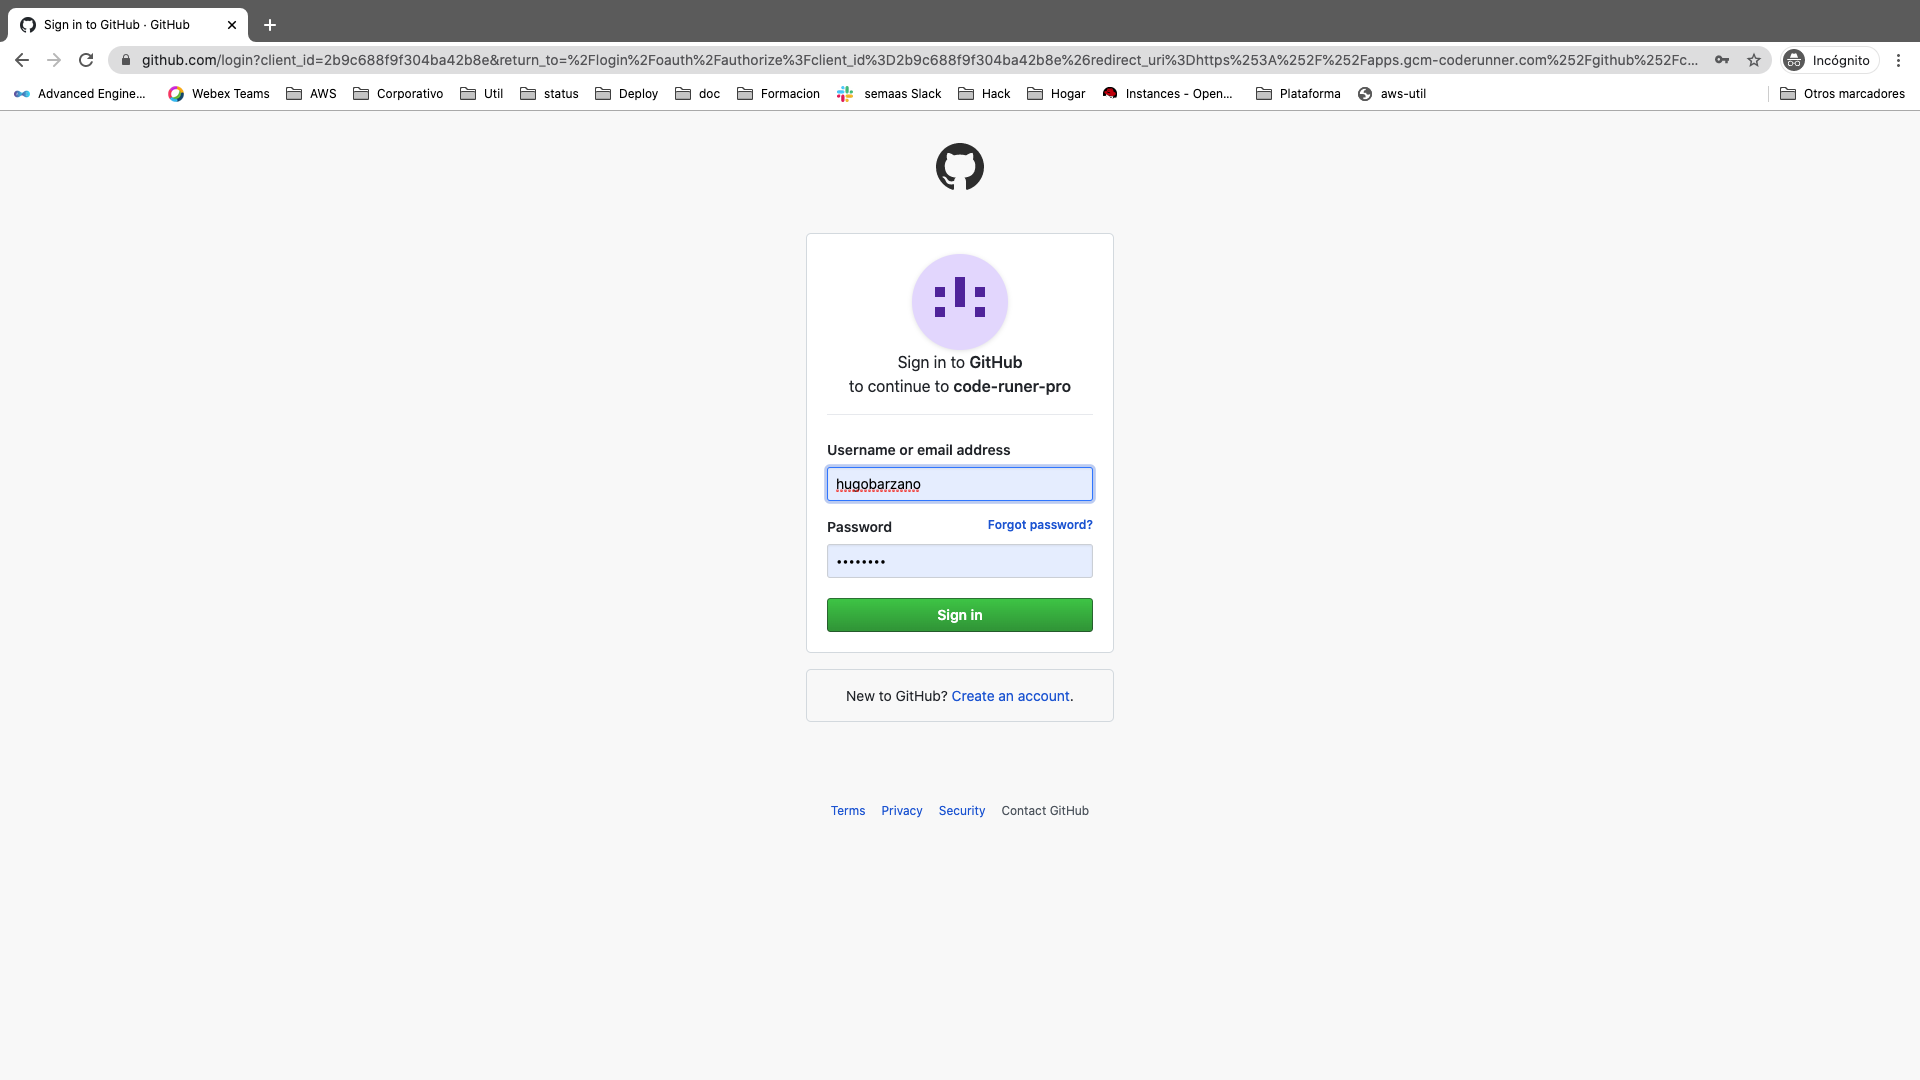 Sign in to GitHub · GitHub
github.com/login?client_id=2b9c688f9f304ba42b8e&return_to=%2Flogin%2Foauth%2Fauthorize%3Fclient_id%3D2b9c688f9f304ba42b8e%26redirect_uri%3Dhttps%253A%252F%252Fapps.gcm-coderunner.com%252Fgithub%252Fc...
Incógnito
Advanced Engine... Webex Teams AWS Corporativo Util status Deploy doc Formacion semaas Slack Hack Hogar Instances - Open... Plataforma aws-util Otros marcadores
Sign in to GitHub
to continue to code-runer-pro
Username or email address
hugobarzano
Password Forgot password?
••••••••
Sign in
New to GitHub? Create an account.
Terms Privacy Security Contact GitHub